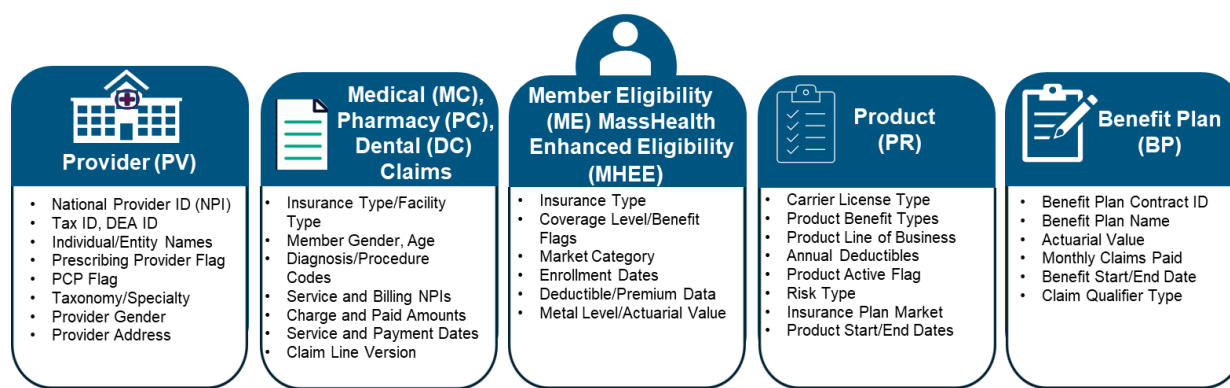 Provider (PV)
• National Provider ID (NPI)
• Tax ID, DEA ID
• Individual/Entity Names
• Prescribing Provider Flag
• PCP Flag
• Taxonomy/Specialty
• Provider Gender
• Provider Address
Medical (MC),
Pharmacy (PC),
Dental (DC)
Claims
• Insurance Type/Facility
Type
• Member Gender, Age
• Diagnosis/Procedure
Codes
• Service and Billing NPIs
• Charge and Paid Amounts
• Service and Payment Dates
• Claim Line Version
Member Eligibility
(ME) MassHealth
Enhanced Eligibility
(MHEE)
• Insurance Type
• Coverage Level/Benefit
Flags
• Market Category
• Enrollment Dates
• Deductible/Premium Data
• Metal Level/Actuarial Value
Product
(PR)
• Carrier License Type
• Product Benefit Types
• Product Line of Business
• Annual Deductibles
• Product Active Flag
• Risk Type
• Insurance Plan Market
• Product Start/End Dates
Benefit Plan
(BP)
• Benefit Plan Contract ID
• Benefit Plan Name
• Actuarial Value
• Monthly Claims Paid
• Benefit Start/End Date
• Claim Qualifier Type